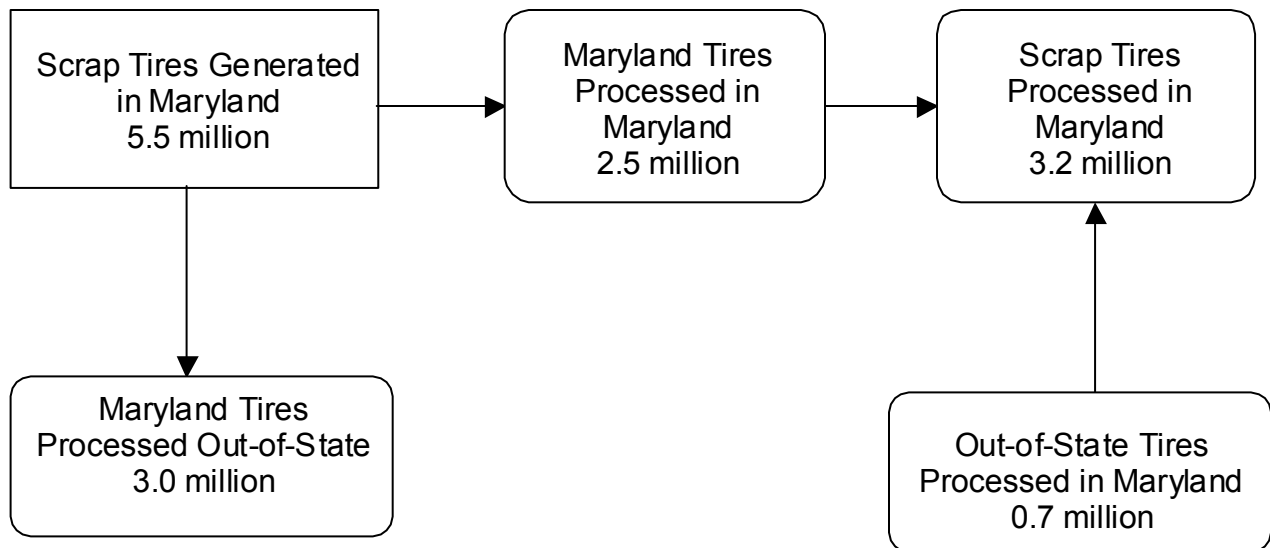 Scrap Tires Generated
in Maryland
5.5 million
Maryland Tires
Processed in
Maryland
2.5 million
Scrap Tires
Processed in
Maryland
3.2 million
Maryland Tires
Processed Out-of-State
3.0 million
Out-of-State Tires
Processed in Maryland
0.7 million